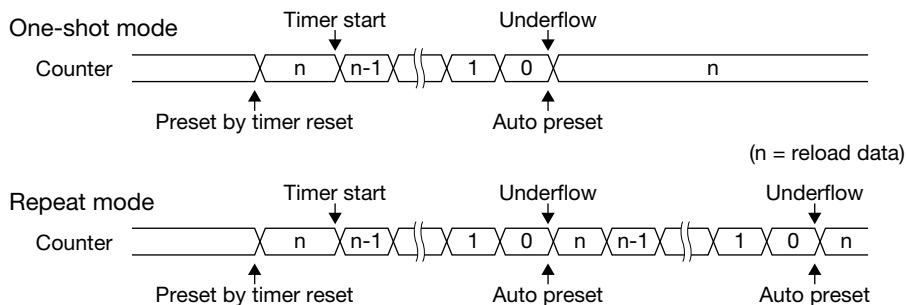 Timer start Underflow
One-shot mode
Counter n n-1 1 0 n
Preset by timer reset Auto preset
(n = reload data)
Timer start Underflow Underflow
Repeat mode
Counter n n-1 1 0 n n-1 1 0 n
Preset by timer reset Auto preset Auto preset